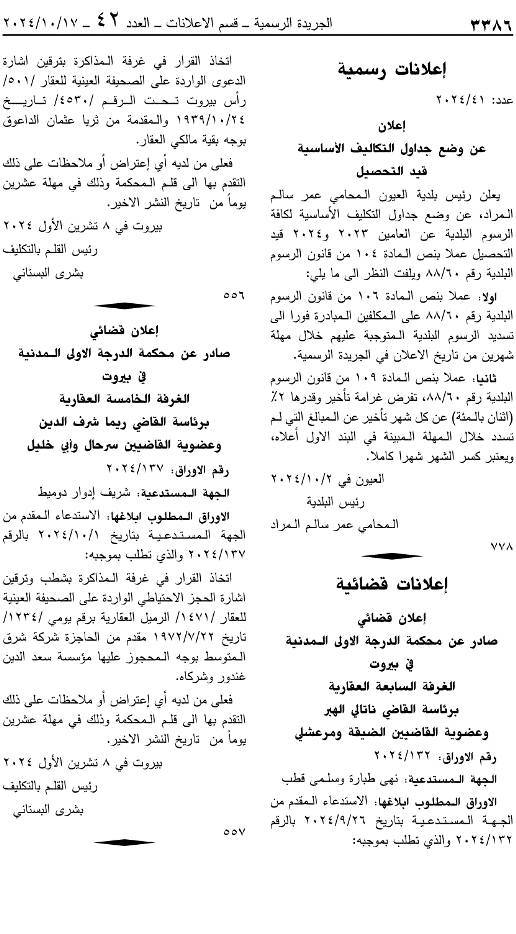 ٣٣٨٦
الجريدة الرسمية ـ قسم الاعلانات ـ العدد ٤٢ ـ ٢٠٢٤/١٠/١٧
إعلانات رسمية
عدد: ٢٠٢٤/٤١
إعلان
عن وضع جداول التكاليف الأساسية
قيد التحصيل
يعلن رئيس بلدية العيون المحامي عمر سالم
المراد، عن وضع جداول التكليف الأساسية لكافة
الرسوم البلدية عن العامين ٢٠٢٣ و٢٠٢٤ قيد
التحصيل عملا بنص المادة ١٠٤ من قانون الرسوم
البلدية رقم ٨٨/٦٠ ويلفت النظر الى ما يلي:
اولا: عملا بنص المادة ١٠٦ من قانون الرسوم
البلدية رقم ٨٨/٦٠ على المكلفين المبادرة فورا الى
تسديد الرسوم البلدية المتوجبة عليهم خلال مهلة
شهرين من تاريخ الاعلان في الجريدة الرسمية.
ثانيا: عملا بنص المادة ١٠٩ من قانون الرسوم
البلدية رقم ٨٨/٦٠، تفرض غرامة تأخير وقدرها ٢٪
(اثنان بالمئة) عن كل شهر تأخير عن المبالغ التي لم
تسدد خلال المهلة المبينة في البند الاول أعلاه،
ويعتبر كسر الشهر شهرا كاملا.
العيون في ٢٠٢٤/١٠/٢
رئيس البلدية
المحامي عمر سالم المراد
٧٧٨
إعلانات قضائية
إعلان قضائي
صادر عن محكمة الدرجة الاولى المدنية
في بيروت
الغرفة السابعة العقارية
برئاسة القاضي ناتالي الهبر
وعضوية القاضيين الضيقة ومرعشلي
رقم الاوراق: ٢٠٢٤/١٣٢
الجهة المستدعية: نهى طبارة وسلمى قطب
الاوراق المطلوب ابلاغها: الاستدعاء المقدم من
الجهة المستدعية بتاريخ ٢٠٢٤/٩/٢٦ بالرقم
٢٠٢٤/١٣٢ والذي تطلب بموجبه:
اتخاذ القرار في غرفة المذاكرة بترقين اشارة
الدعوى الواردة على الصحيفة العينية للعقار /٥٠١/
رأس بيروت تحت الرقم /٤٥٣٠/ تاريخ
١٩٣٩/١٠/٢٤ والمقدمة من ثريا عثمان الداعوق
بوجه بقية مالكي العقار.
فعلى من لديه أي إعتراض أو ملاحظات على ذلك
التقدم بها الى قلم المحكمة وذلك في مهلة عشرين
يوماً من تاريخ النشر الاخير.
بيروت في ٨ تشرين الأول ٢٠٢٤
رئيس القلم بالتكليف
بشرى البستاني
٥٥٦
إعلان قضائي
صادر عن محكمة الدرجة الاولى المدنية
في بيروت
الغرفة الخامسة العقارية
برئاسة القاضي ريما شرف الدين
وعضوية القاضيين سرحال وأبي خليل
رقم الاوراق: ٢٠٢٤/١٣٧
الجهة المستدعية: شريف إدوار دوميط
الاوراق المطلوب ابلاغها: الاستدعاء المقدم من
الجهة المستدعية بتاريخ ٢٠٢٤/١٠/١ بالرقم
٢٠٢٤/١٣٧ والذي تطلب بموجبه:
اتخاذ القرار في غرفة المذاكرة بشطب وترقين
اشارة الحجز الاحتياطي الواردة على الصحيفة العينية
للعقار /١٤٧١/ الرميل العقارية برقم يومي /١٢٣٤/
تاريخ ١٩٧٢/٧/٢٢ مقدم من الحاجزة شركة شرق
المتوسط بوجه المحجوز عليها مؤسسة سعد الدين
غندور وشركاه.
فعلى من لديه أي إعتراض أو ملاحظات على ذلك
التقدم بها الى قلم المحكمة وذلك في مهلة عشرين
يوماً من تاريخ النشر الاخير.
بيروت في ٨ تشرين الأول ٢٠٢٤
رئيس القلم بالتكليف
بشرى البستاني
٥٥٧